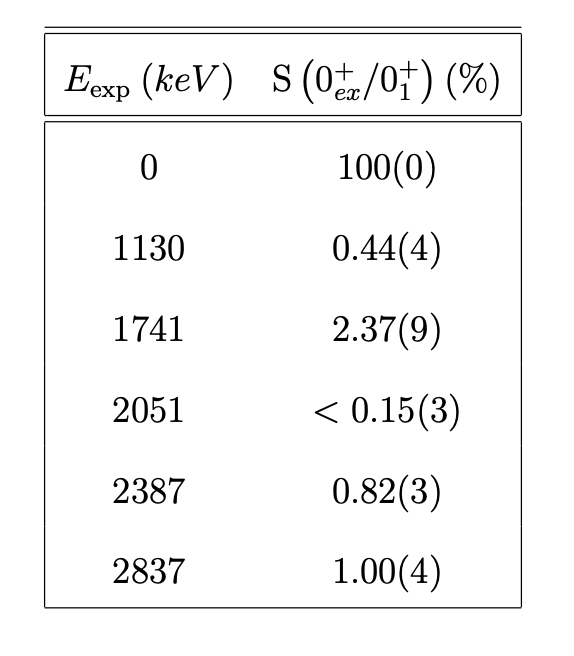 E_exp (keV) S (0⁺_ex/0⁺_1) (%)
0 100(0)
1130 0.44(4)
1741 2.37(9)
2051 < 0.15(3)
2387 0.82(3)
2837 1.00(4)